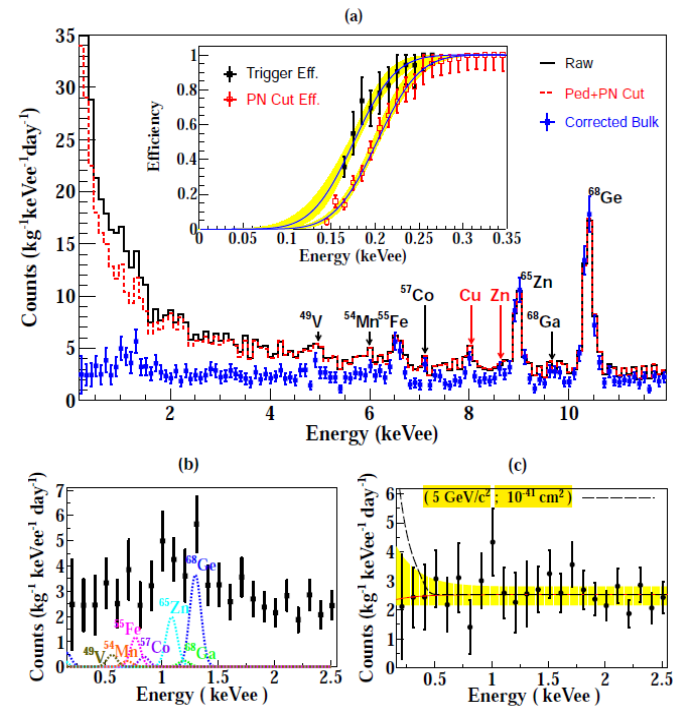 (a)
Counts (kg⁻¹keVee⁻¹day⁻¹)
35
30
25
20
15
10
5
0
2
4
6
8
10
Energy (keVee)
Raw
Ped+PN Cut
Corrected Bulk
Efficiency
1
0.8
0.6
0.4
0.2
0
0
0.05
0.1
0.15
0.2
0.25
0.3
0.35
Energy (keVee)
Trigger Eff.
PN Cut Eff.
⁴⁹V
⁵⁴Mn
⁵⁵Fe
⁵⁷Co
Cu
Zn
⁶⁵Zn
⁶⁸Ga
⁶⁸Ge
(b)
Counts (kg⁻¹ keVee⁻¹ day⁻¹)
7
6
5
4
3
2
1
0
0
0.5
1
1.5
2
2.5
Energy ( keVee)
⁴⁹V
⁵⁴Mn
⁵⁵Fe
⁵⁷Co
⁶⁵Zn
⁶⁸Ga
⁶⁸Ge
(c)
Counts (kg⁻¹ keVee⁻¹ day⁻¹)
6
5
4
3
2
1
0
0.5
1
1.5
2
2.5
Energy ( keVee)
( 5 GeV/c² ; 10⁻⁴¹ cm² )